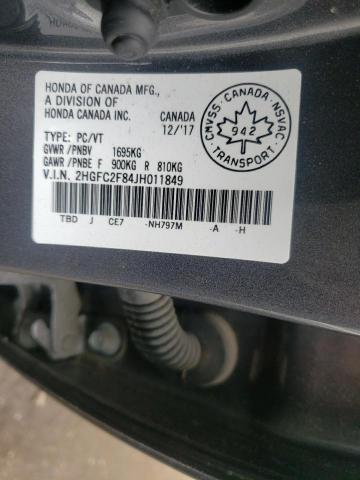 HONDA OF CANADA MFG.,
A DIVISION OF
HONDA CANADA INC.
CANADA
12/'17
TYPE: PC/VT
GVWR /PNBV 1695KG
GAWR /PNBE F 900KG R 810KG
V.I.N. 2HGFC2F84JH011849
TBD J CE7 -NH797M -A -H
CMVSS · CANADA · NSVAC
942
TRANSPORT